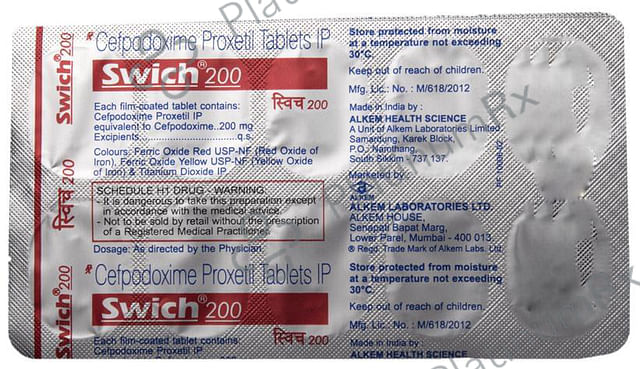 Swich® 200
स्विच 200
Swich® 200
℞ Cefpodoxime Proxetil Tablets IP
Swich® 200
Each film-coated tablet contains:
स्विच 200
Cefpodoxime Proxetil IP
equivalent to Cefpodoxime..200 mg
Excipients..............................q.s.
Colours: Ferric Oxide Red USP-NF (Red Oxide of
Iron), Ferric Oxide Yellow USP-NF (Yellow Oxide
of Iron) & Titanium Dioxide IP
SCHEDULE H1 DRUG - WARNING
- It is dangerous to take this preparation except
in accordance with the medical advice.
- Not to be sold by retail without the prescription
of a Registered Medical Practitioner.
Dosage: As directed by the Physician.
℞ Cefpodoxime Proxetil Tablets IP
Swich® 200
स्विच 200
Each film-coated tablet contains:
Cefpodoxime Proxetil IP
equivalent to Cefpodoxime..200 mg
Store protected from moisture
at a temperature not exceeding
30°C.
Keep out of reach of children.
Mfg. Lic. No. : M/618/2012
Made in India by :
ALKEM HEALTH SCIENCE
A Unit of Alkem Laboratories Limited
Samardung, Karek Block,
P.O.: Namthang,
South Sikkim - 737 137.
Marketed by :
ALKEM
ALKEM LABORATORIES LTD.
ALKEM HOUSE,
Senapati Bapat Marg,
Lower Parel, Mumbai - 400 013.
® Regd. Trade Mark of Alkem Labs. Ltd.
Store protected from moisture
at a temperature not exceeding
30°C.
Keep out of reach of children.
Mfg. Lic. No. : M/618/2012
Made in India by :
ALKEM HEALTH SCIENCE